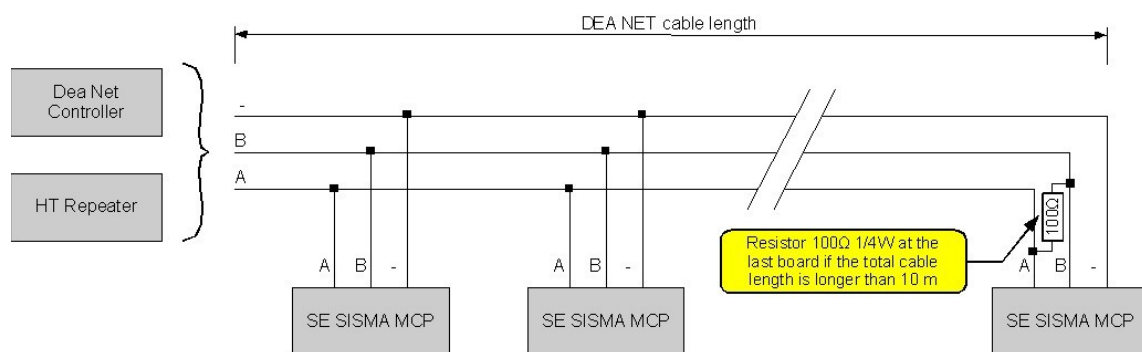 DEA NET cable length
Dea Net
Controller
HT Repeater
-
B
A
100Ω
Resistor 100Ω 1/4W at the
last board if the total cable
length is longer than 10 m
A B -
A B -
A B -
SE SISMA MCP
SE SISMA MCP
SE SISMA MCP